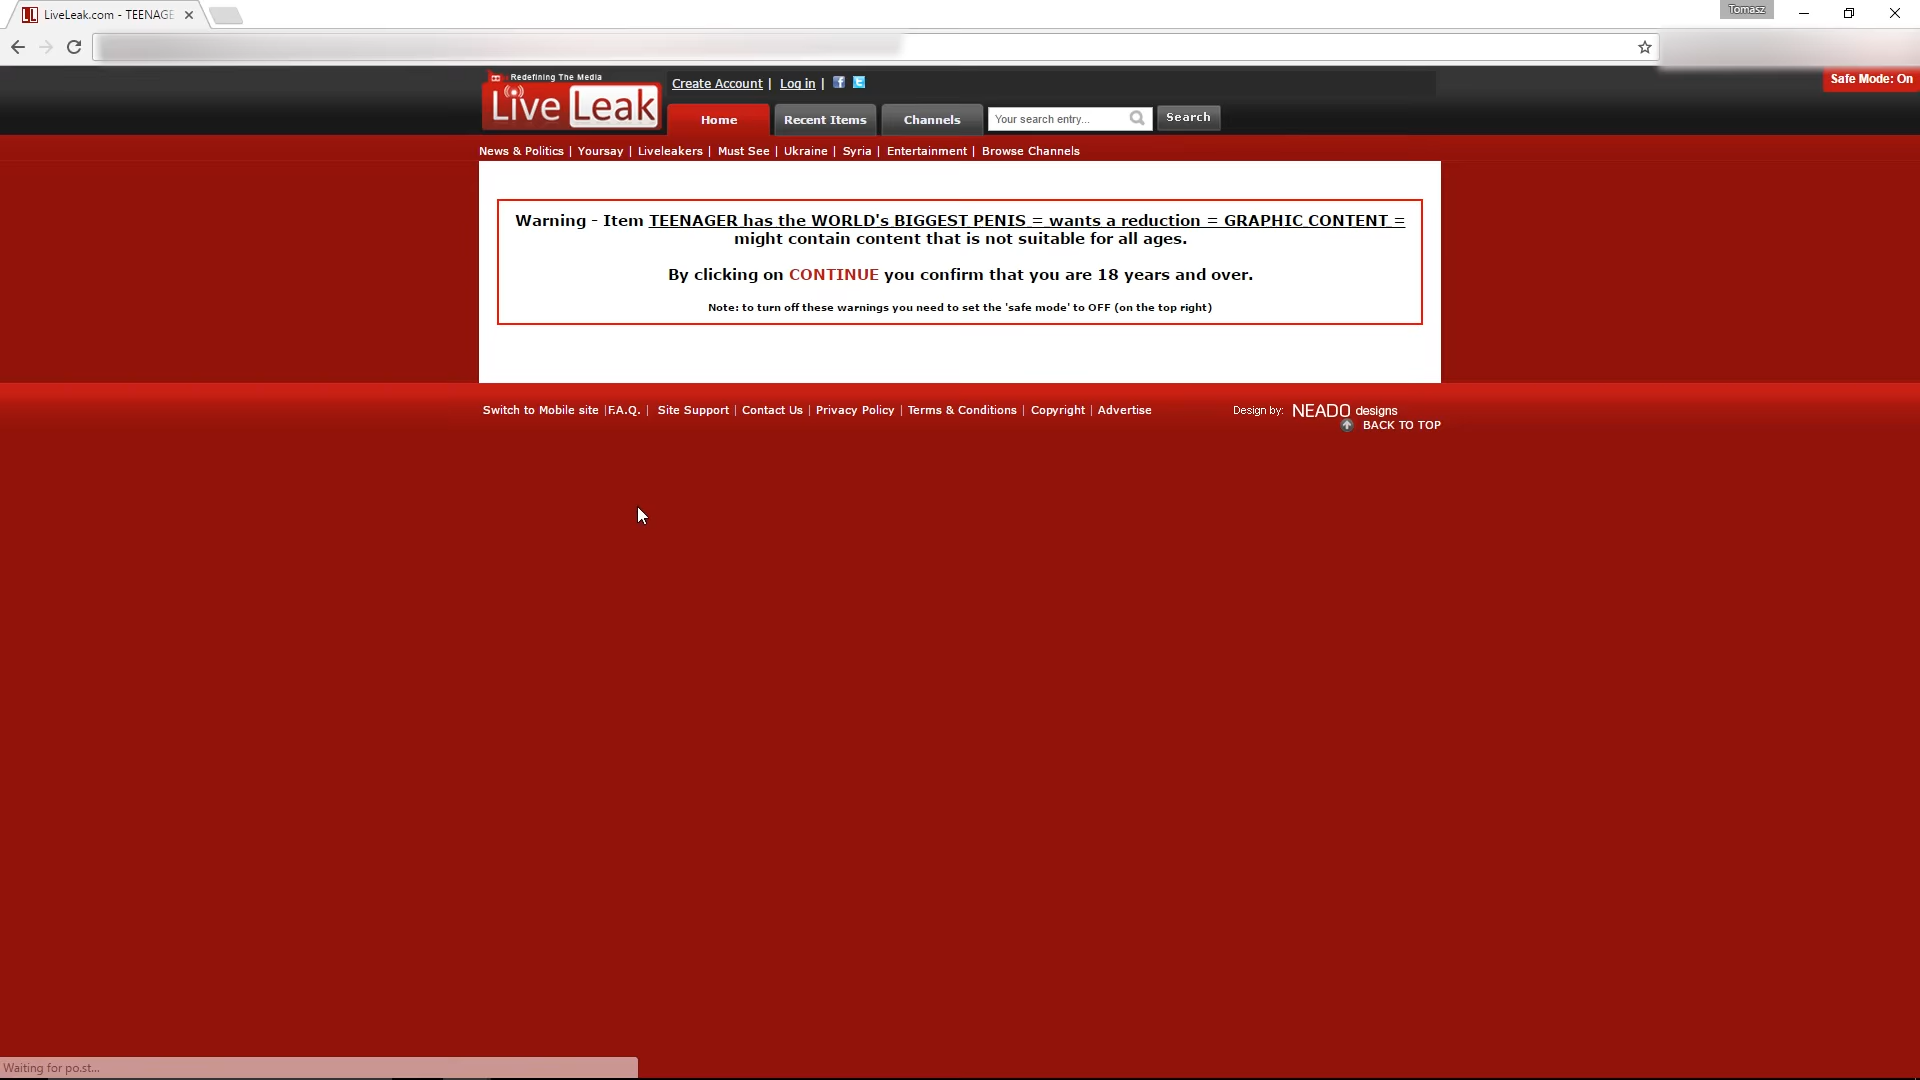 LiveLeak.com - TEENAGE
Tomasz
Redefining The Media
Live Leak
Create Account | Log in |
Safe Mode: On
Home
Recent Items
Channels
Your search entry...
Search
News & Politics | Yoursay | Liveleakers | Must See | Ukraine | Syria | Entertainment | Browse Channels
Warning - Item TEENAGER has the WORLD's BIGGEST PENIS = wants a reduction = GRAPHIC CONTENT =
might contain content that is not suitable for all ages.
By clicking on CONTINUE you confirm that you are 18 years and over.
Note: to turn off these warnings you need to set the 'safe mode' to OFF (on the top right)
Switch to Mobile site |F.A.Q. | Site Support | Contact Us | Privacy Policy | Terms & Conditions | Copyright | Advertise
Design by: NEADO designs
BACK TO TOP
Waiting for po.st...